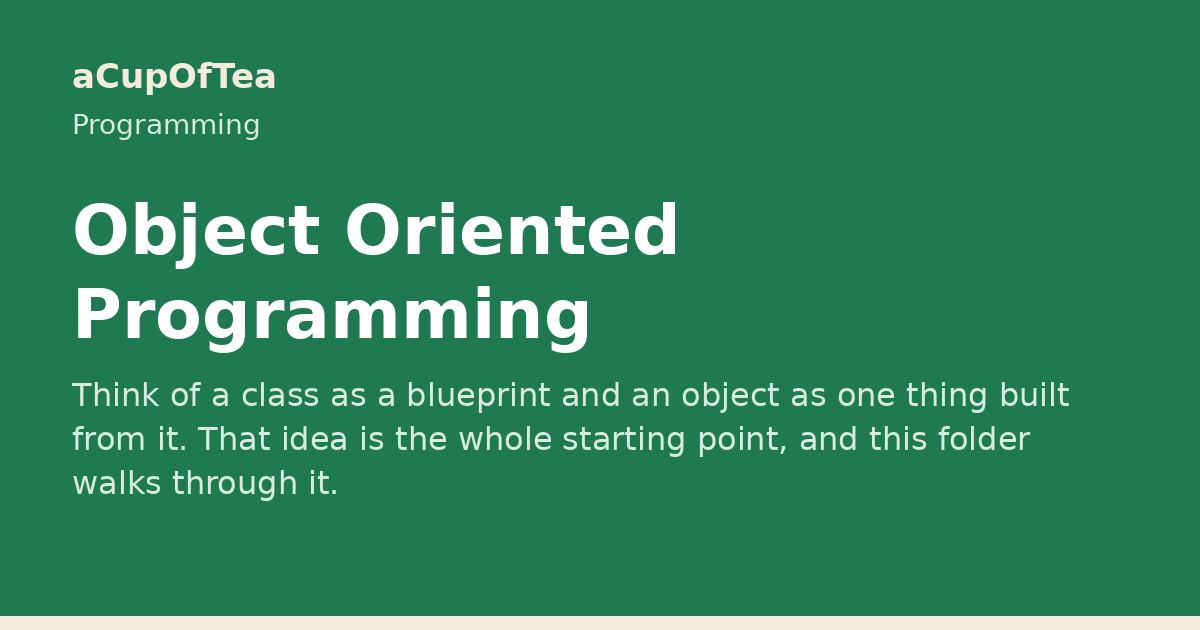 aCupOfTea
Programming
Object Oriented
Programming
Think of a class as a blueprint and an object as one thing built
from it. That idea is the whole starting point, and this folder
walks through it.